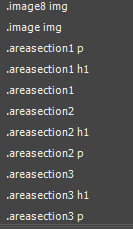 .image8 img
.image img
.areasection1 p
.areasection1 h1
.areasection1
.areasection2
.areasection2 h1
.areasection2 p
.areasection3
.areasection3 h1
.areasection3 p